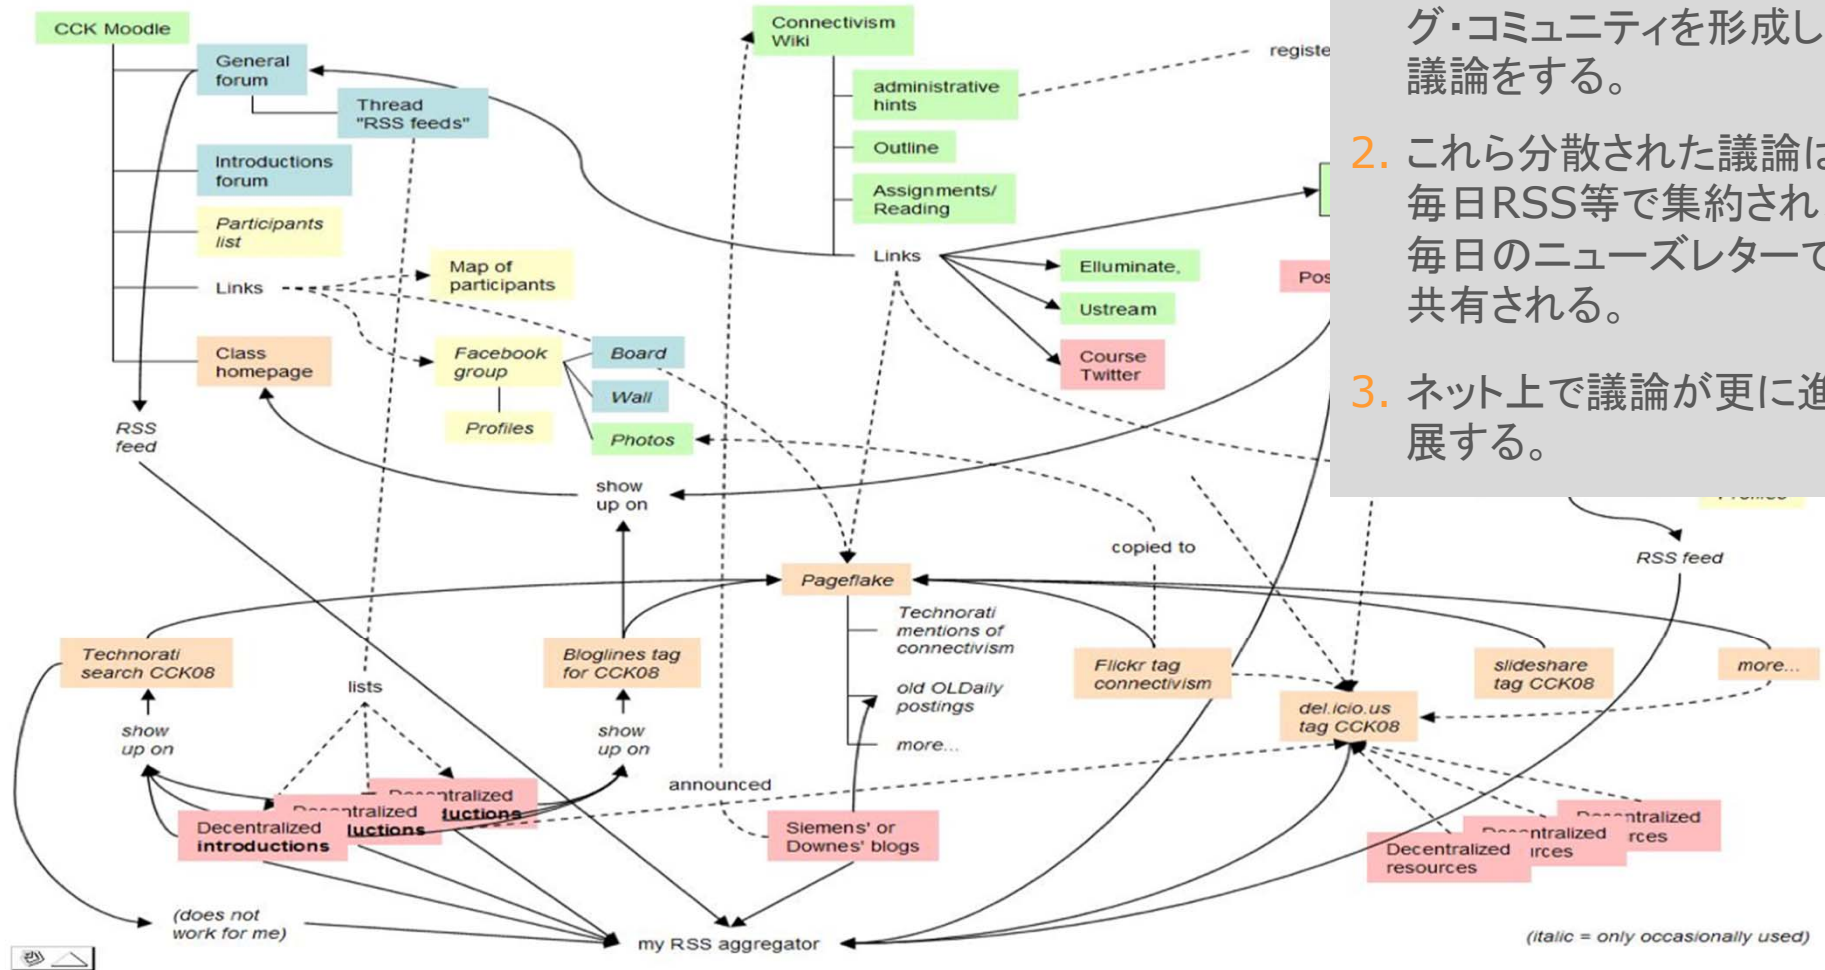 CCK Moodle
General
forum
Thread
"RSS feeds"
Introductions
forum
Participants
list
Links
Map of
participants
Class
homepage
Facebook
group
Profiles
Board
Wall
Photos
RSS
feed
show
up on
Connectivism
Wiki
administrative
hints
Outline
Assignments/
Reading
Links
Elluminate,
Ustream
Course
Twitter
registe
Pos
グ・コミュニティを形成し
議論をする。
2. これら分散された議論は
毎日RSS等で集約され
毎日のニューズレターで
共有される。
3. ネット上で議論が更に進
展する。
copied to
RSS feed
Pageflake
Technorati
mentions of
connectivism
old OLDaily
postings
more...
Technorati
search CCK08
show
up on
lists
Bloglines tag
for CCK08
show
up on
Flickr tag
connectivism
slideshare
tag CCK08
more...
del.icio.us
tag CCK08
announced
Decentralized
introductions
Siemens' or
Downes' blogs
Decentralized
resources
(does not
work for me)
my RSS aggregator
(italic = only occasionally used)